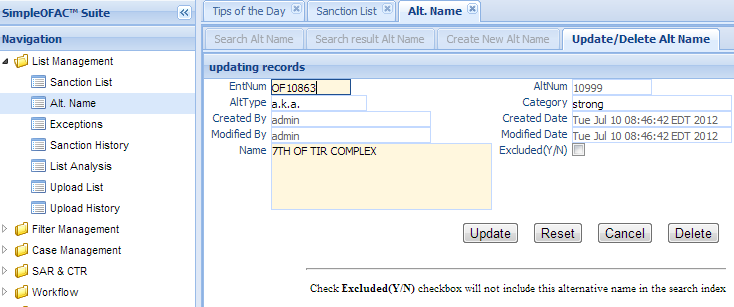 SimpleOFAC™ Suite
Navigation
List Management
Sanction List
Alt. Name
Exceptions
Sanction History
List Analysis
Upload List
Upload History
Filter Management
Case Management
SAR & CTR
Workflow
Tips of the Day Sanction List Alt. Name
Search Alt Name Search result Alt Name Create New Alt Name Update/Delete Alt Name
updating records
EntNum OF10863 AltNum 10999
AltType a.k.a. Category strong
Created By admin Created Date Tue Jul 10 08:46:42 EDT 2012
Modified By admin Modified Date Tue Jul 10 08:46:42 EDT 2012
Name 7TH OF TIR COMPLEX Excluded(Y/N)
Update Reset Cancel Delete
Check Excluded(Y/N) checkbox will not include this alternative name in the search index